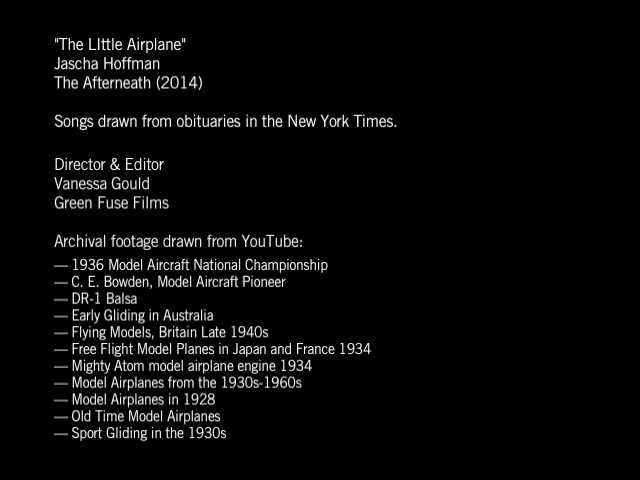 "The LIttle Airplane"
Jascha Hoffman
The Afterneath (2014)
Songs drawn from obituaries in the New York Times.
Director & Editor
Vanessa Gould
Green Fuse Films
Archival footage drawn from YouTube:
— 1936 Model Aircraft National Championship
— C. E. Bowden, Model Aircraft Pioneer
— DR-1 Balsa
— Early Gliding in Australia
— Flying Models, Britain Late 1940s
— Free Flight Model Planes in Japan and France 1934
— Mighty Atom model airplane engine 1934
— Model Airplanes from the 1930s-1960s
— Model Airplanes in 1928
— Old Time Model Airplanes
— Sport Gliding in the 1930s